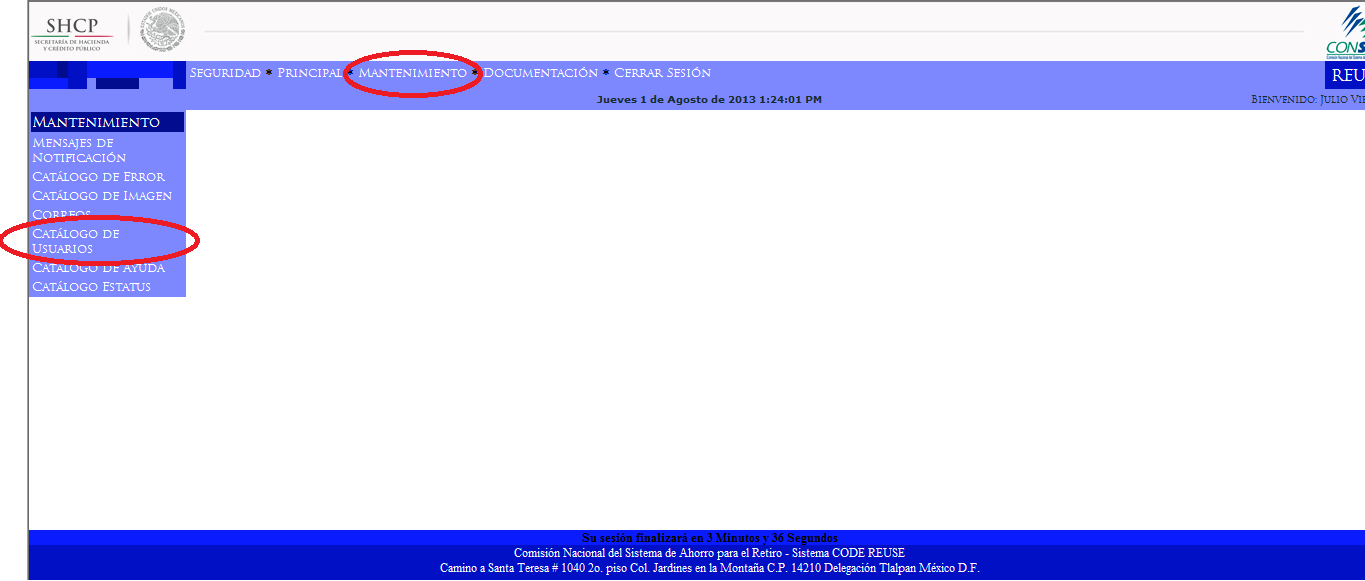 SHCP
SECRETARÍA DE HACIENDA
Y CRÉDITO PÚBLICO
ESTADOS UNIDOS MEXICANOS
CONS
SEGURIDAD * PRINCIPAL * MANTENIMIENTO * DOCUMENTACIÓN * CERRAR SESIÓN
REU
Jueves 1 de Agosto de 2013 1:24:01 PM
BIENVENIDO: JULIO VIE
MANTENIMIENTO
MENSAJES DE
NOTIFICACIÓN
CATÁLOGO DE ERROR
CATÁLOGO DE IMAGEN
CORREOS
CATÁLOGO DE
USUARIOS
CATÁLOGO DE AYUDA
CATÁLOGO ESTATUS
Su sesión finalizará en 3 Minutos y 36 Segundos
Comisión Nacional del Sistema de Ahorro para el Retiro - Sistema CODE REUSE
Camino a Santa Teresa # 1040 2o. piso Col. Jardines en la Montaña C.P. 14210 Delegación Tlalpan México D.F.